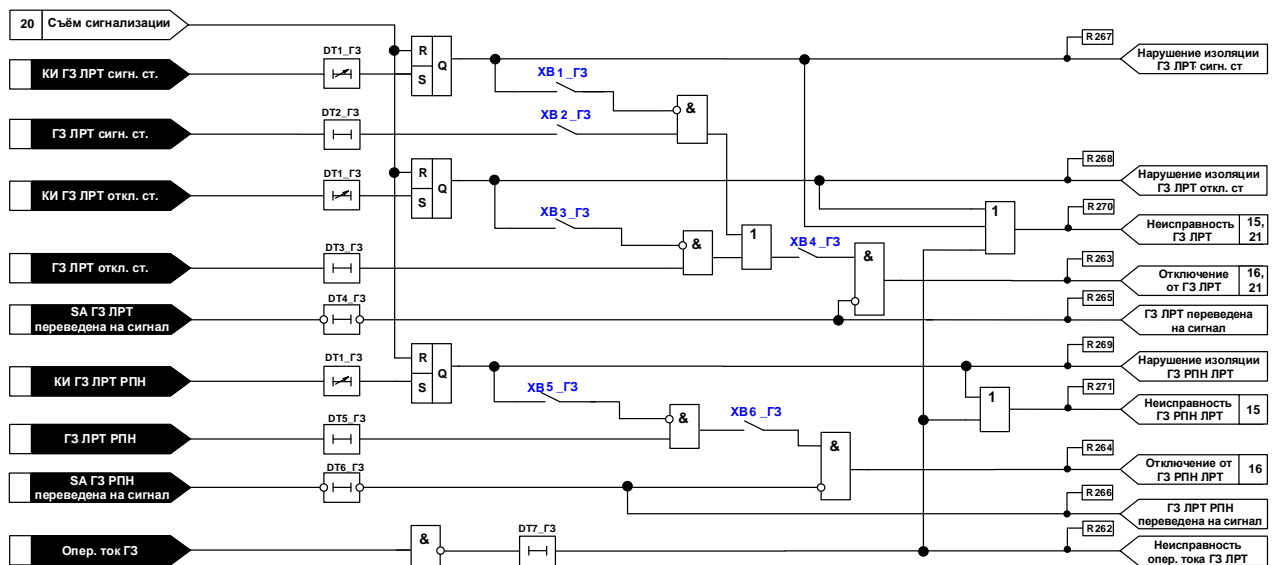 20 Съём сигнализации
R 267
DT1_ГЗ
R
S
Q
Нарушение изоляции
ГЗ ЛРТ сигн. ст
КИ ГЗ ЛРТ сигн. ст.
XB1_ГЗ
&
DT2_ГЗ
XB2_ГЗ
ГЗ ЛРТ сигн. ст.
R 268
DT1_ГЗ
R
S
Q
Нарушение изоляции
ГЗ ЛРТ откл. ст
КИ ГЗ ЛРТ откл. ст.
R 270
XB3_ГЗ
1
Неисправность
ГЗ ЛРТ
15,
21
&
1
XB4_ГЗ
&
DT3_ГЗ
R 263
ГЗ ЛРТ откл. ст.
Отключение
от ГЗ ЛРТ
16,
21
SA ГЗ ЛРТ
переведена на сигнал
DT4_ГЗ
R 265
ГЗ ЛРТ переведена
на сигнал
R 269
DT1_ГЗ
R
S
Q
Нарушение изоляции
ГЗ РПН ЛРТ
КИ ГЗ ЛРТ РПН
XB5_ГЗ
R 271
1
Неисправность
ГЗ РПН ЛРТ
15
DT5_ГЗ
&
XB6_ГЗ
ГЗ ЛРТ РПН
&
R 264
Отключение от
ГЗ РПН ЛРТ
16
SA ГЗ РПН
переведена на сигнал
DT6_ГЗ
R 266
ГЗ ЛРТ РПН
переведена на сигнал
R 262
Опер. ток ГЗ
&
DT7_ГЗ
Неисправность
опер. тока ГЗ ЛРТ